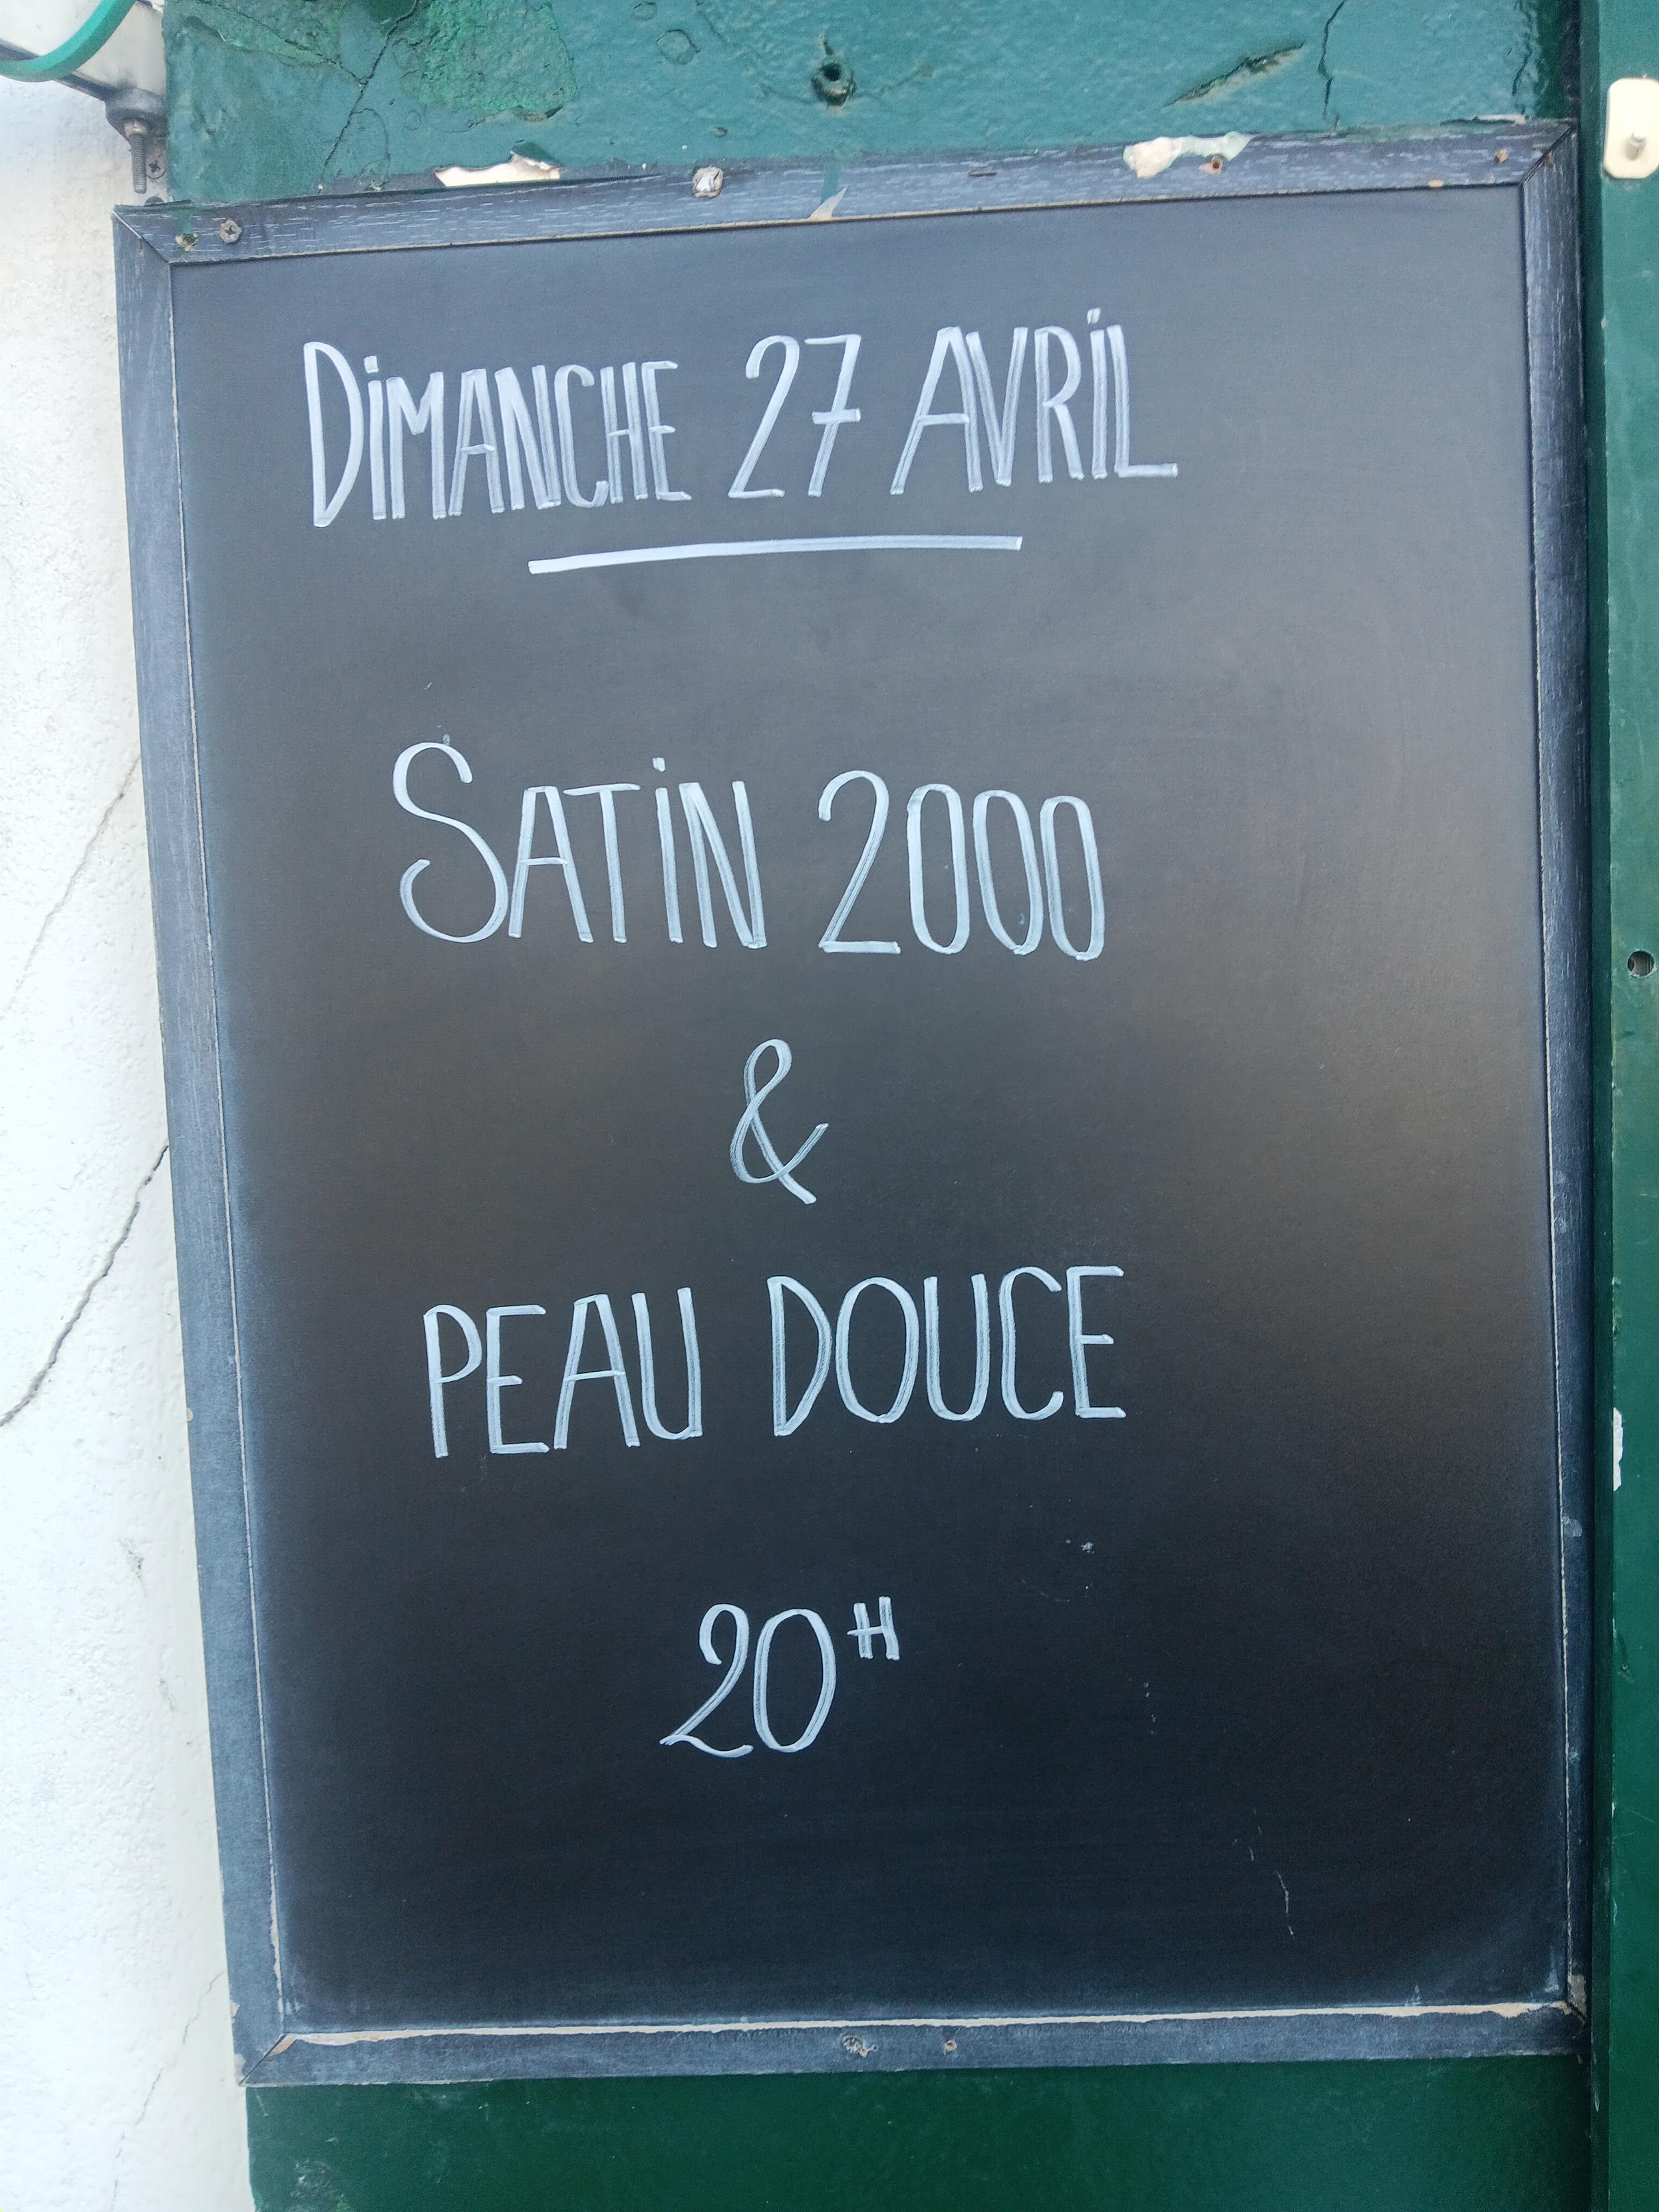 DIMANCHE 27 AVRIL
SATIN 2000
&
PEAU DOUCE
20H